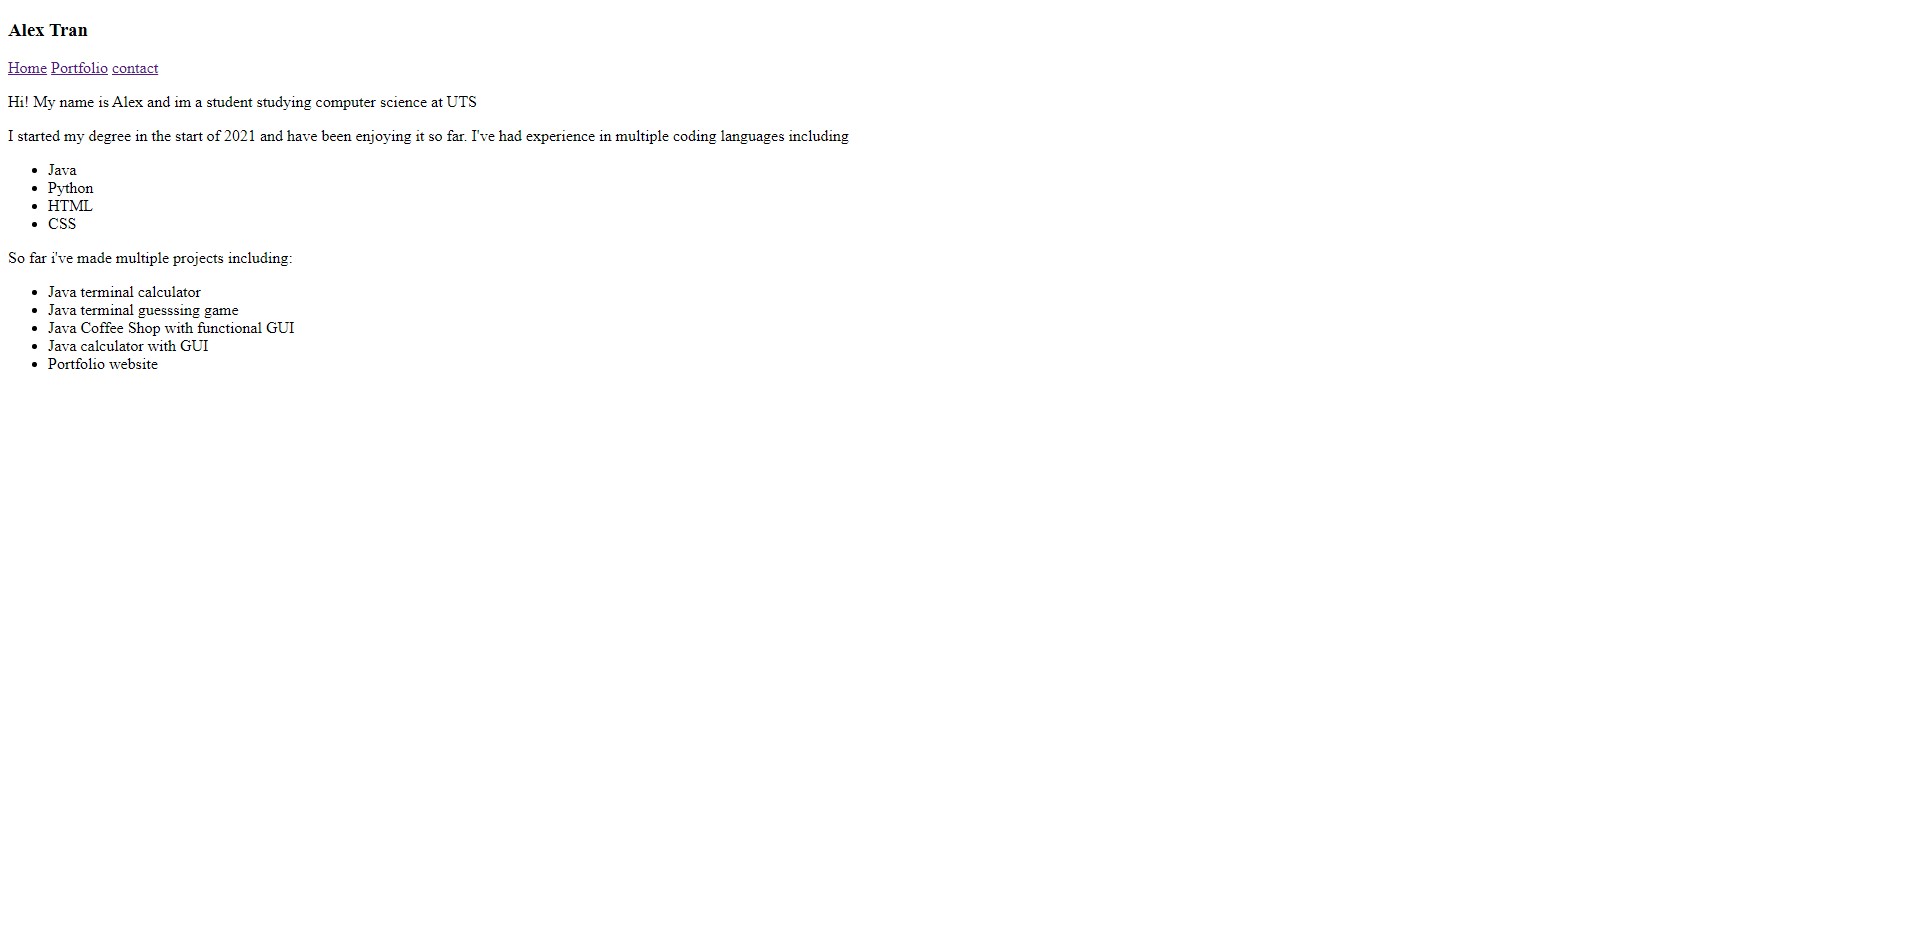 Alex Tran
Home Portfolio contact
Hi! My name is Alex and im a student studying computer science at UTS
I started my degree in the start of 2021 and have been enjoying it so far. I've had experience in multiple coding languages including
• Java
• Python
• HTML
• CSS
So far i've made multiple projects including:
• Java terminal calculator
• Java terminal guesssing game
• Java Coffee Shop with functional GUI
• Java calculator with GUI
• Portfolio website